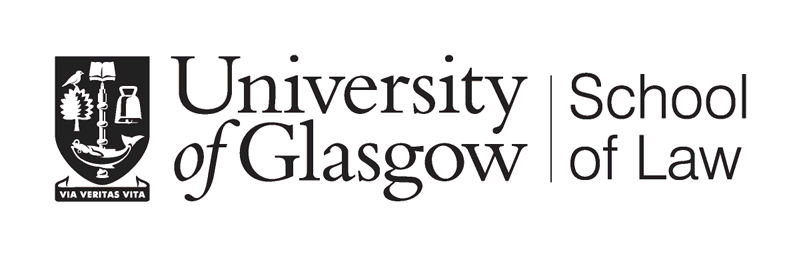 University
of Glasgow
School
of Law
VIA VERITAS VITA